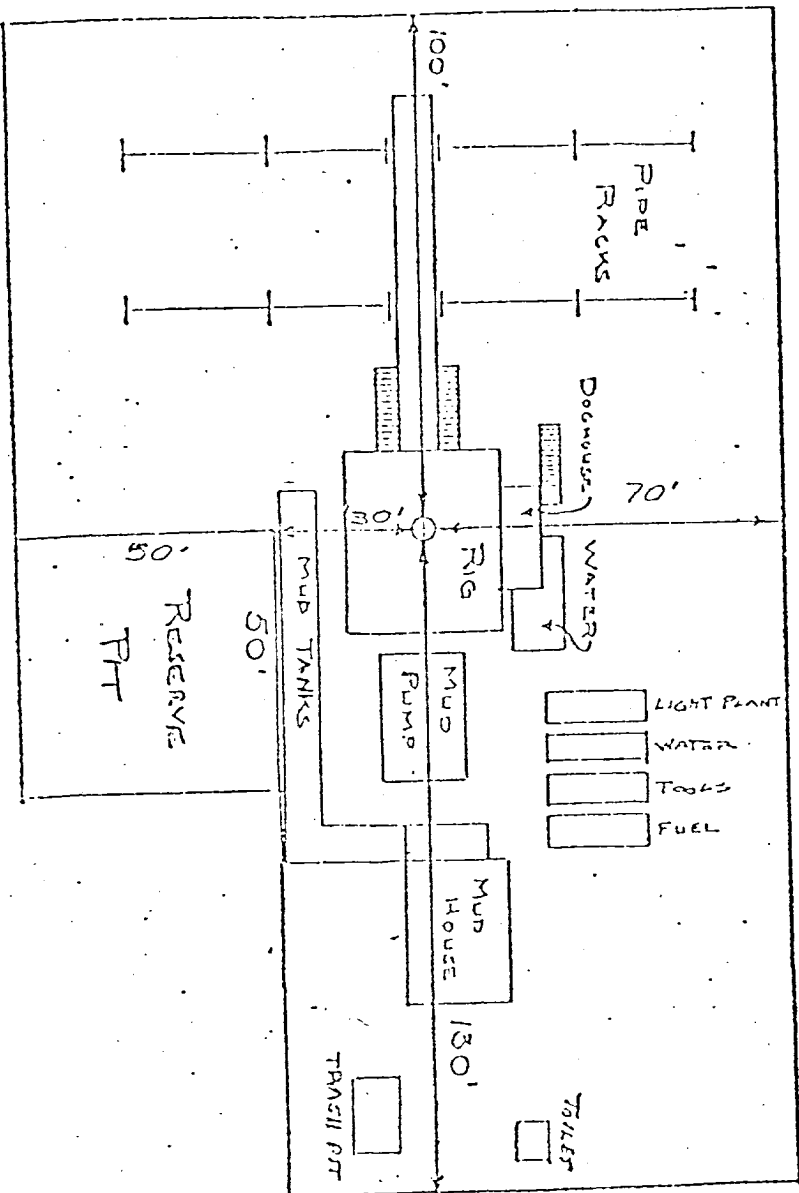 100'
PIPE
RACKS
DOGHOUSE
70'
WATER
30'
RIG
50'
RESERVE
PIT
50'
MUD TANKS
MUD
PUMP
LIGHT PLANT
WATER
TOOLS
FUEL
MUD
HOUSE
130'
TRASH PIT
TOILET